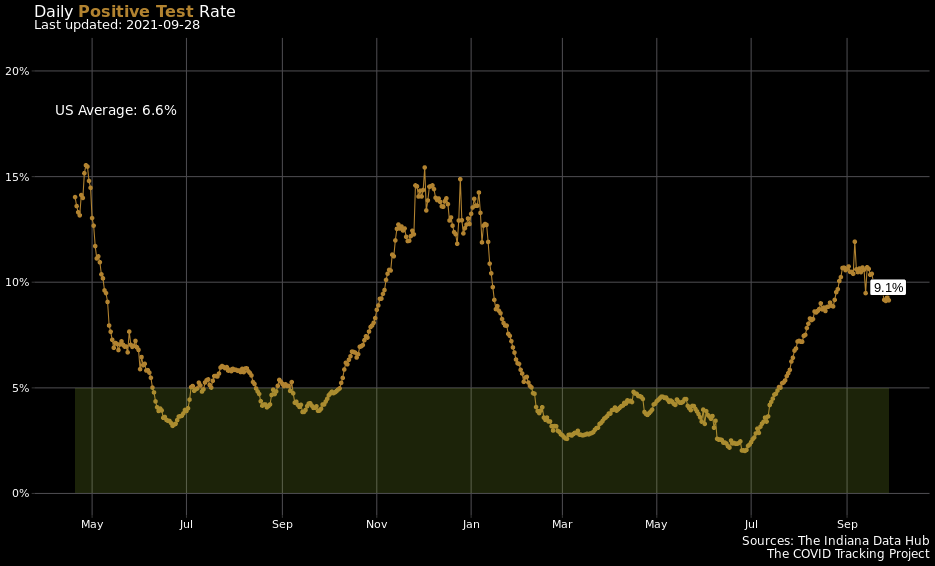 Daily Positive Test Rate
Last updated: 2021-09-28
20%
US Average: 6.6%
15%
10%
9.1%
5%
0%
May Jul Sep Nov Jan Mar May Jul Sep
Sources: The Indiana Data Hub
The COVID Tracking Project